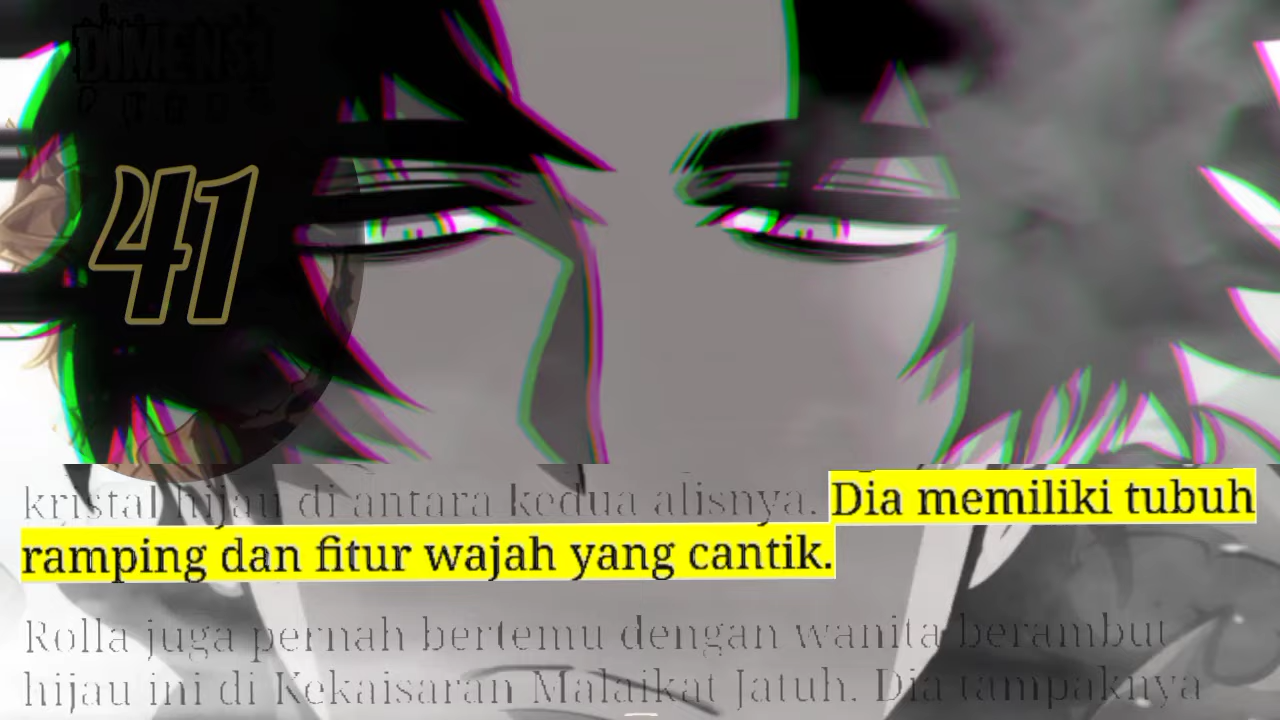 DIMENSI
41
kristal hijau di antara kedua alisnya. Dia memiliki tubuh
ramping dan fitur wajah yang cantik.
Rolla juga pernah bertemu dengan wanita berambut
hijau ini di Kekaisaran Malaikat Jatuh. Dia tampaknya